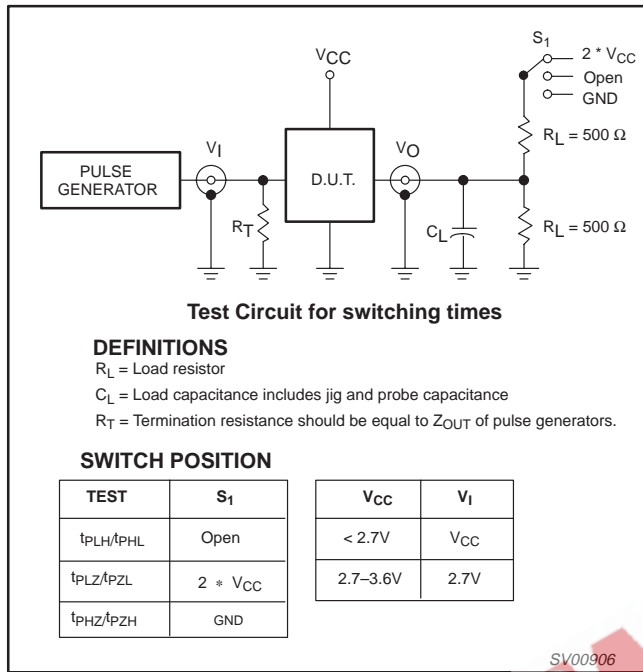 S1
2 * VCC
Open
GND
VCC
RL = 500 Ω
VI
VO
PULSE
GENERATOR
D.U.T.
RT
CL
RL = 500 Ω
Test Circuit for switching times
DEFINITIONS
RL = Load resistor
CL = Load capacitance includes jig and probe capacitance
RT = Termination resistance should be equal to ZOUT of pulse generators.
SWITCH POSITION
TEST S1
tPLH/tPHL Open
tPLZ/tPZL 2 * VCC
tPHZ/tPZH GND
VCC VI
< 2.7V VCC
2.7–3.6V 2.7V
SV00906